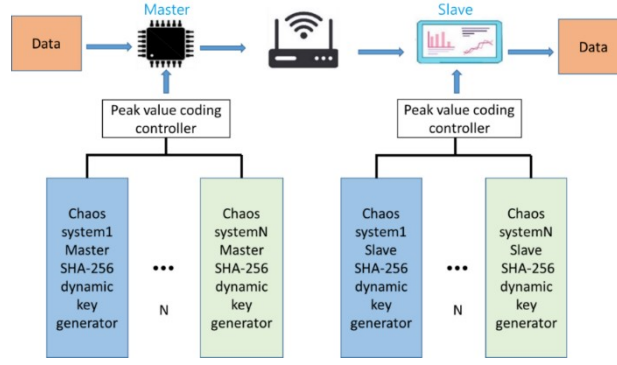 Master
Slave
Data
Data
Peak value coding
controller
Peak value coding
controller
Chaos
system1
Master
SHA-256
dynamic
key
generator
•••
N
Chaos
systemN
Master
SHA-256
dynamic
key
generator
Chaos
system1
Slave
SHA-256
dynamic
key
generator
•••
N
Chaos
systemN
Slave
SHA-256
dynamic
key
generator